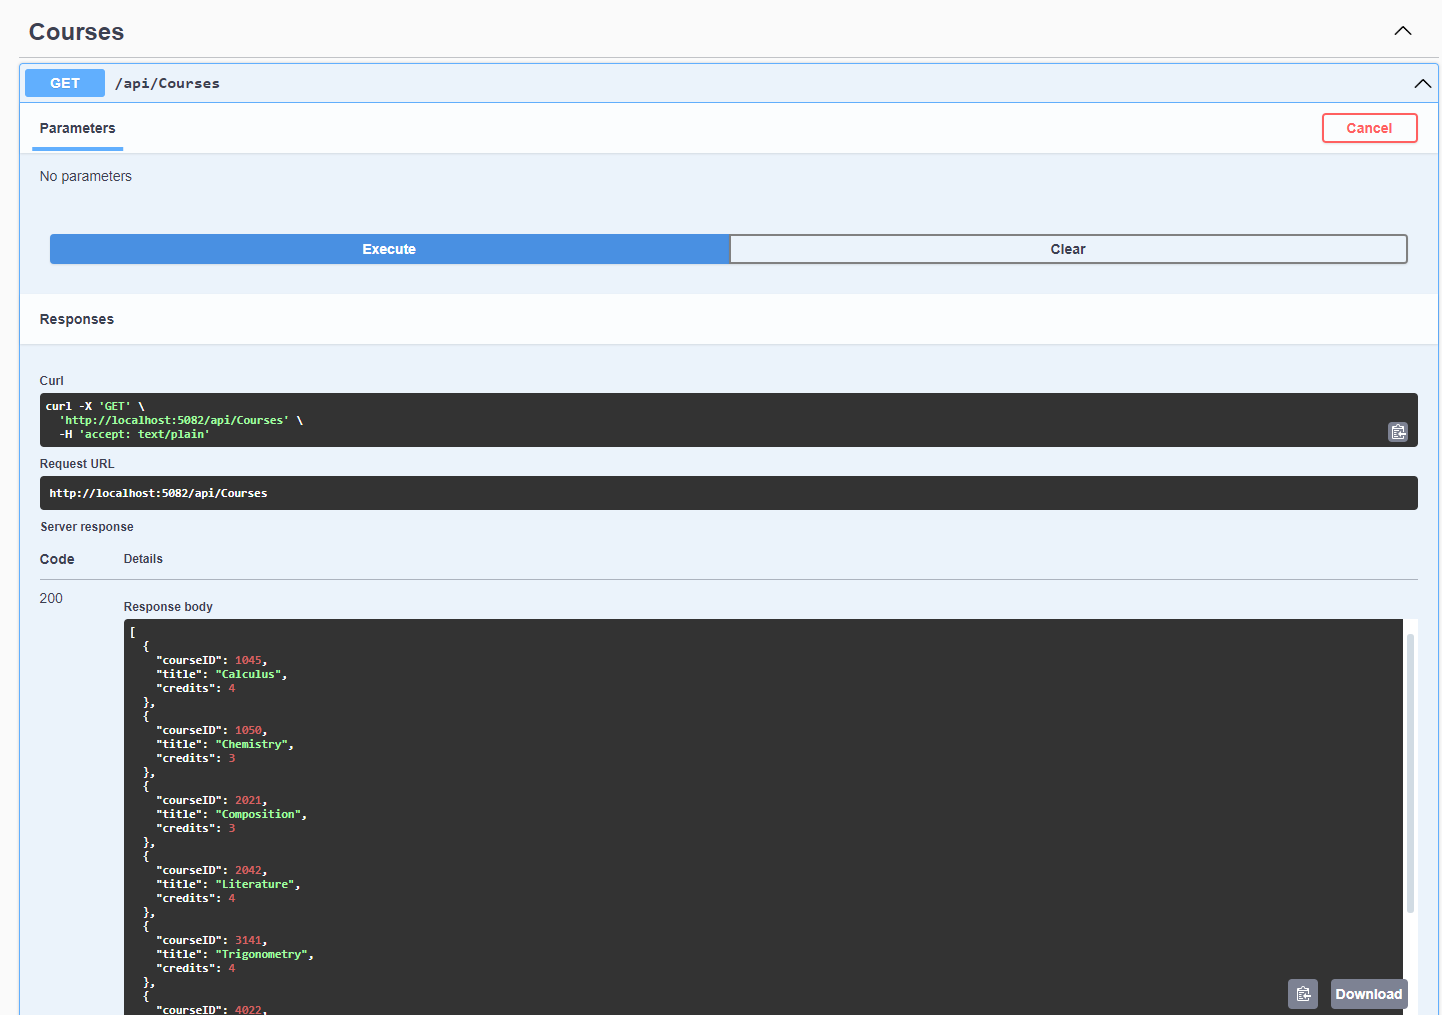 Courses
GET /api/Courses
Parameters Cancel
No parameters
Execute Clear
Responses
Curl
curl -X 'GET' \
  'http://localhost:5082/api/Courses' \
  -H 'accept: text/plain'
Request URL
http://localhost:5082/api/Courses
Server response
Code Details
200
Response body
[
  {
    "courseID": 1045,
    "title": "Calculus",
    "credits": 4
  },
  {
    "courseID": 1050,
    "title": "Chemistry",
    "credits": 3
  },
  {
    "courseID": 2021,
    "title": "Composition",
    "credits": 3
  },
  {
    "courseID": 2042,
    "title": "Literature",
    "credits": 4
  },
  {
    "courseID": 3141,
    "title": "Trigonometry",
    "credits": 4
  },
  {
    "courseID": 4022,
Download